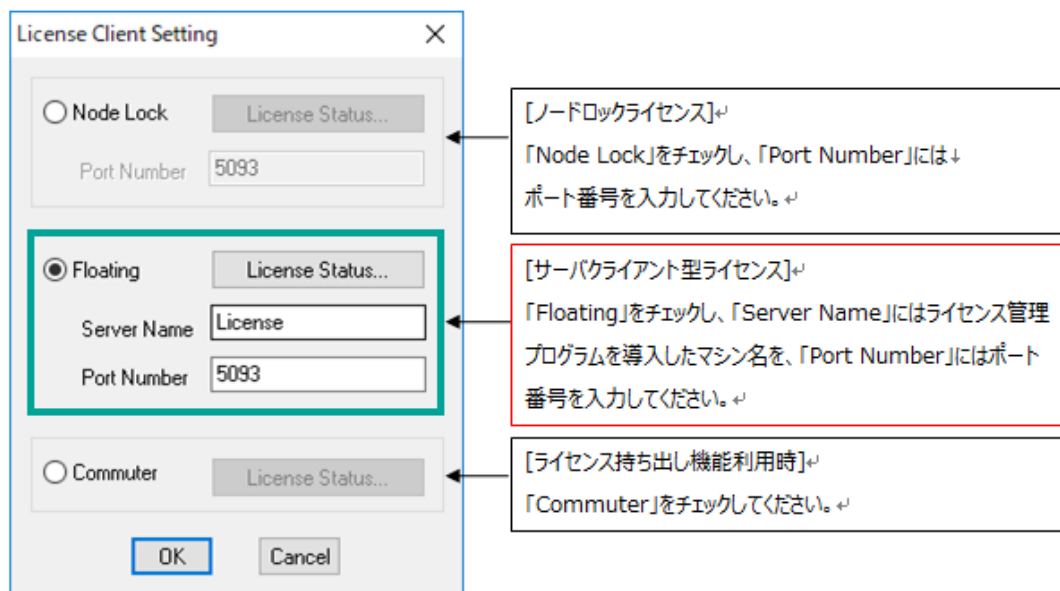 License Client Setting
Node Lock
License Status...
Port Number
5093
Floating
License Status...
Server Name
License
Port Number
5093
Commuter
License Status...
OK
Cancel
[ノードロックライセンス]↵
「Node Lock」をチェックし、「Port Number」には↓
ポート番号を入力してください。↵
[サーバクライアント型ライセンス]↵
「Floating」をチェックし、「Server Name」にはライセンス管理
プログラムを導入したマシン名を、「Port Number」にはポート
番号を入力してください。↵
[ライセンス持ち出し機能利用時]↵
「Commuter」をチェックしてください。↵